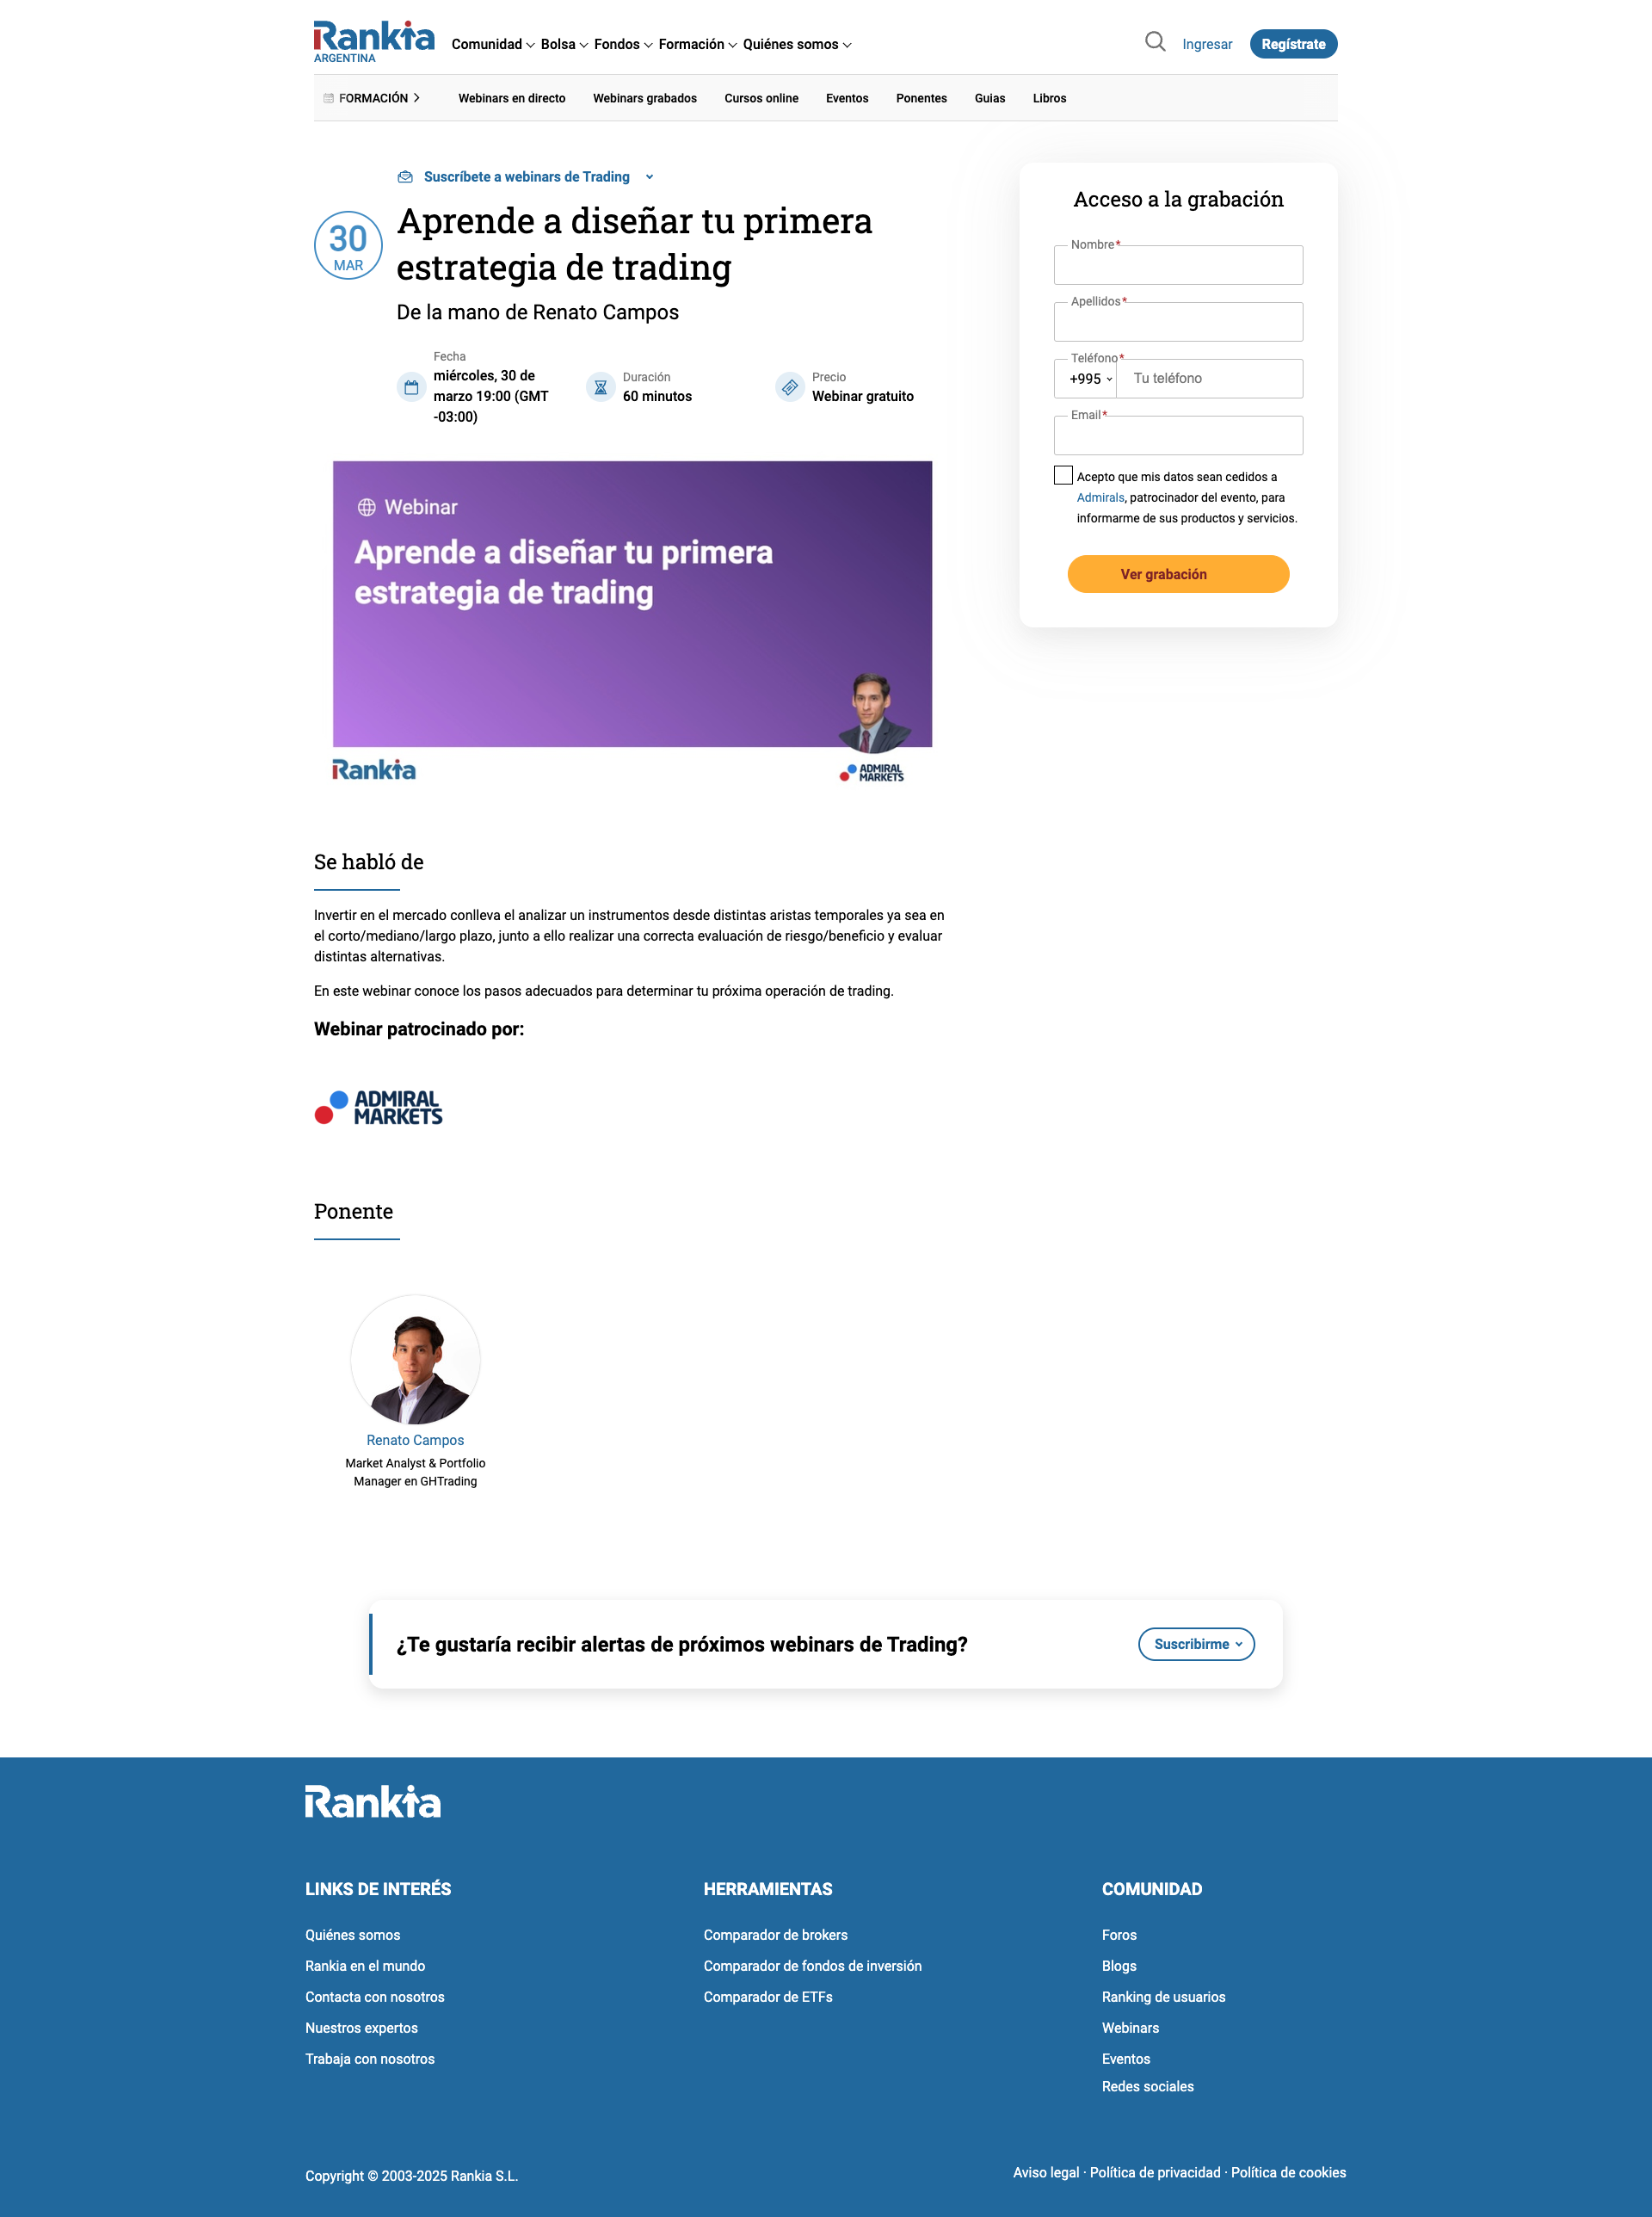 Rankia
ARGENTINA
Comunidad
Bolsa
Fondos
Formación
Quiénes somos
Ingresar
Regístrate
FORMACIÓN
Webinars en directo
Webinars grabados
Cursos online
Eventos
Ponentes
Guias
Libros
Suscríbete a webinars de Trading
30
MAR
Aprende a diseñar tu primera
estrategia de trading
De la mano de Renato Campos
Fecha
miércoles, 30 de
marzo 19:00 (GMT
-03:00)
Duración
60 minutos
Precio
Webinar gratuito
Webinar
Aprende a diseñar tu primera
estrategia de trading
Rankia
ADMIRAL
MARKETS
Acceso a la grabación
Nombre*
Apellidos*
Teléfono*
+995
Tu teléfono
Email*
Acepto que mis datos sean cedidos a
Admirals, patrocinador del evento, para
informarme de sus productos y servicios.
Ver grabación
Se habló de
Invertir en el mercado conlleva el analizar un instrumentos desde distintas aristas temporales ya sea en
el corto/mediano/largo plazo, junto a ello realizar una correcta evaluación de riesgo/beneficio y evaluar
distintas alternativas.
En este webinar conoce los pasos adecuados para determinar tu próxima operación de trading.
Webinar patrocinado por:
ADMIRAL
MARKETS
Ponente
Renato Campos
Market Analyst & Portfolio
Manager en GHTrading
¿Te gustaría recibir alertas de próximos webinars de Trading?
Suscribirme
Rankia
LINKS DE INTERÉS
Quiénes somos
Rankia en el mundo
Contacta con nosotros
Nuestros expertos
Trabaja con nosotros
HERRAMIENTAS
Comparador de brokers
Comparador de fondos de inversión
Comparador de ETFs
COMUNIDAD
Foros
Blogs
Ranking de usuarios
Webinars
Eventos
Redes sociales
Copyright © 2003-2025 Rankia S.L.
Aviso legal · Política de privacidad · Política de cookies